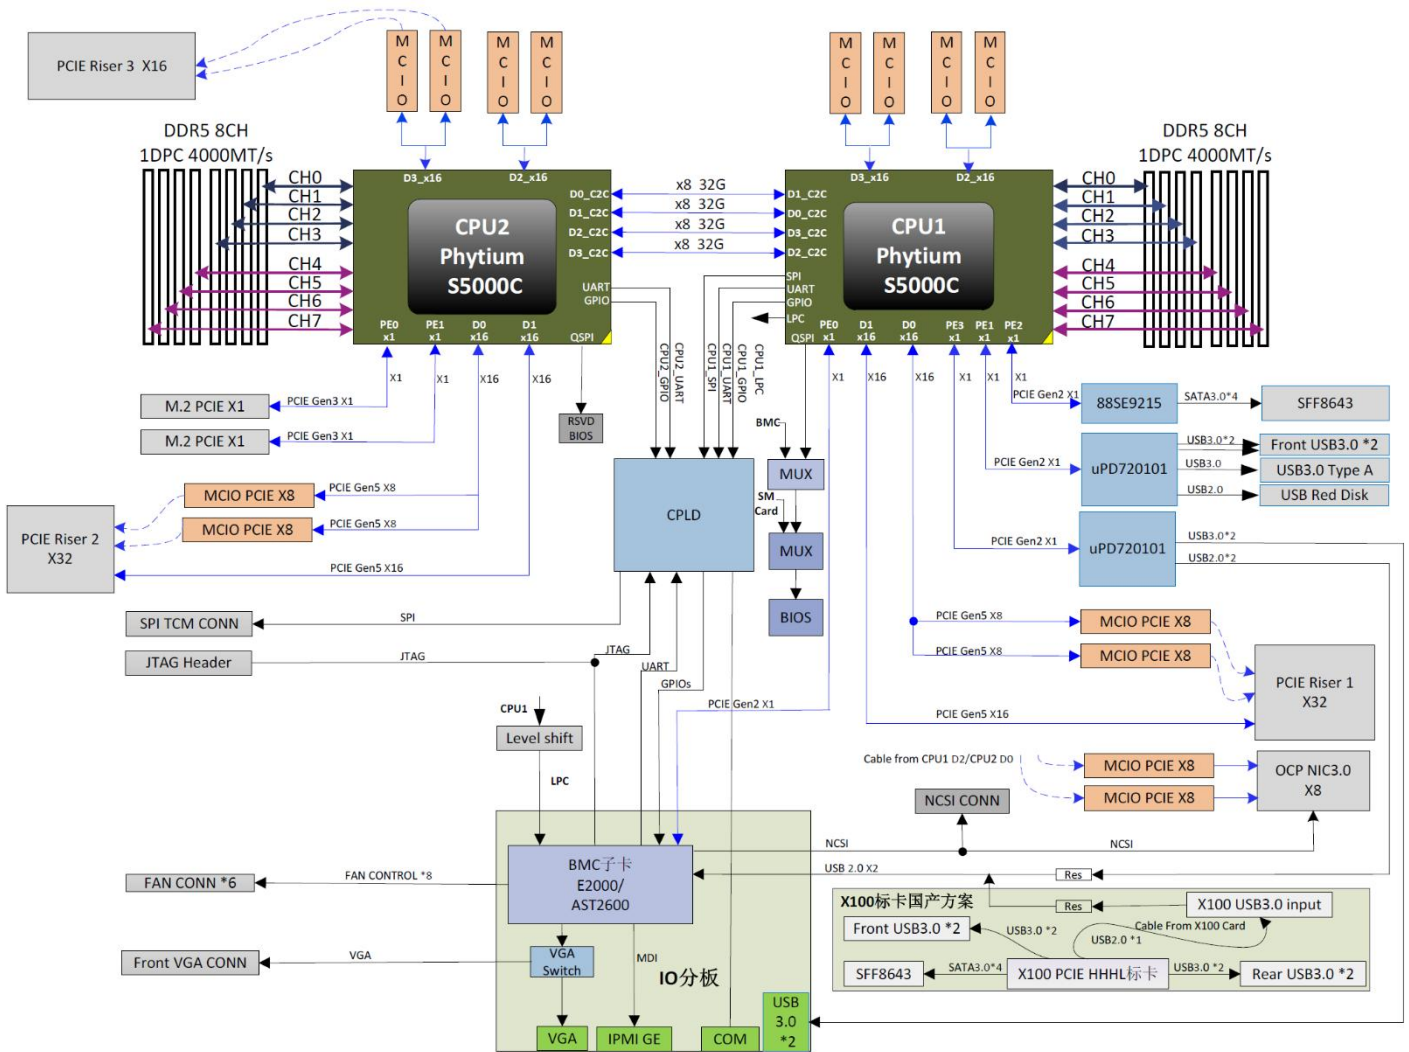 PCIE Riser 3 X16
MCIO
MCIO
MCIO
MCIO
MCIO
MCIO
MCIO
MCIO
DDR5 8CH
1DPC 4000MT/s
DDR5 8CH
1DPC 4000MT/s
CH0
CH1
CH2
CH3
CH4
CH5
CH6
CH7
D3_x16
D2_x16
CPU2
Phytium
S5000C
D0_C2C
D1_C2C
D2_C2C
D3_C2C
UART
GPIO
PE0
x1
PE1
x1
D0
x16
D1
x16
QSPI
x8 32G
x8 32G
x8 32G
x8 32G
D3_x16
D2_x16
D1_C2C
D0_C2C
D3_C2C
D2_C2C
CPU1
Phytium
S5000C
SPI
UART
GPIO
LPC
QSPI
PE0
x1
D1
x16
D0
x16
PE3
x1
PE1
x1
PE2
x1
CH0
CH1
CH2
CH3
CH4
CH5
CH6
CH7
X1
X1
X16
X16
X1
X16
X16
X1
X1
X1
CPU2_GPIO
CPU2_UART
CPU1_SPI
CPU1_UART
CPU1_GPIO
CPU1_LPC
M.2 PCIE X1
PCIE Gen3 X1
M.2 PCIE X1
PCIE Gen3 X1
RSVD
BIOS
BMC
MUX
SM
Card
MUX
BIOS
CPLD
PCIE Gen2 X1
88SE9215
SATA3.0*4
SFF8643
PCIE Gen2 X1
uPD720101
USB3.0*2
Front USB3.0 *2
USB3.0
USB3.0 Type A
USB2.0
USB Red Disk
PCIE Gen2 X1
uPD720101
USB3.0*2
USB2.0*2
MCIO PCIE X8
PCIE Gen5 X8
MCIO PCIE X8
PCIE Gen5 X8
PCIE Riser 2
X32
PCIE Gen5 X16
SPI TCM CONN
SPI
JTAG Header
JTAG
JTAG
UART
GPIOs
PCIE Gen2 X1
PCIE Gen5 X8
MCIO PCIE X8
PCIE Gen5 X8
MCIO PCIE X8
PCIE Riser 1
X32
PCIE Gen5 X16
CPU1
Level shift
LPC
Cable from CPU1 D2/CPU2 D0
MCIO PCIE X8
MCIO PCIE X8
OCP NIC3.0
X8
NCSI CONN
NCSI
NCSI
BMC子卡
E2000/
AST2600
USB 2.0 X2
Res
FAN CONN *6
FAN CONTROL *8
Front VGA CONN
VGA
VGA
Switch
MDI
IO分板
VGA
IPMI GE
COM
USB
3.0
*2
X100标卡国产方案
Res
X100 USB3.0 input
Cable From X100 Card
Front USB3.0 *2
USB3.0 *2
USB2.0 *1
SFF8643
SATA3.0*4
X100 PCIE HHHL标卡
USB3.0 *2
Rear USB3.0 *2